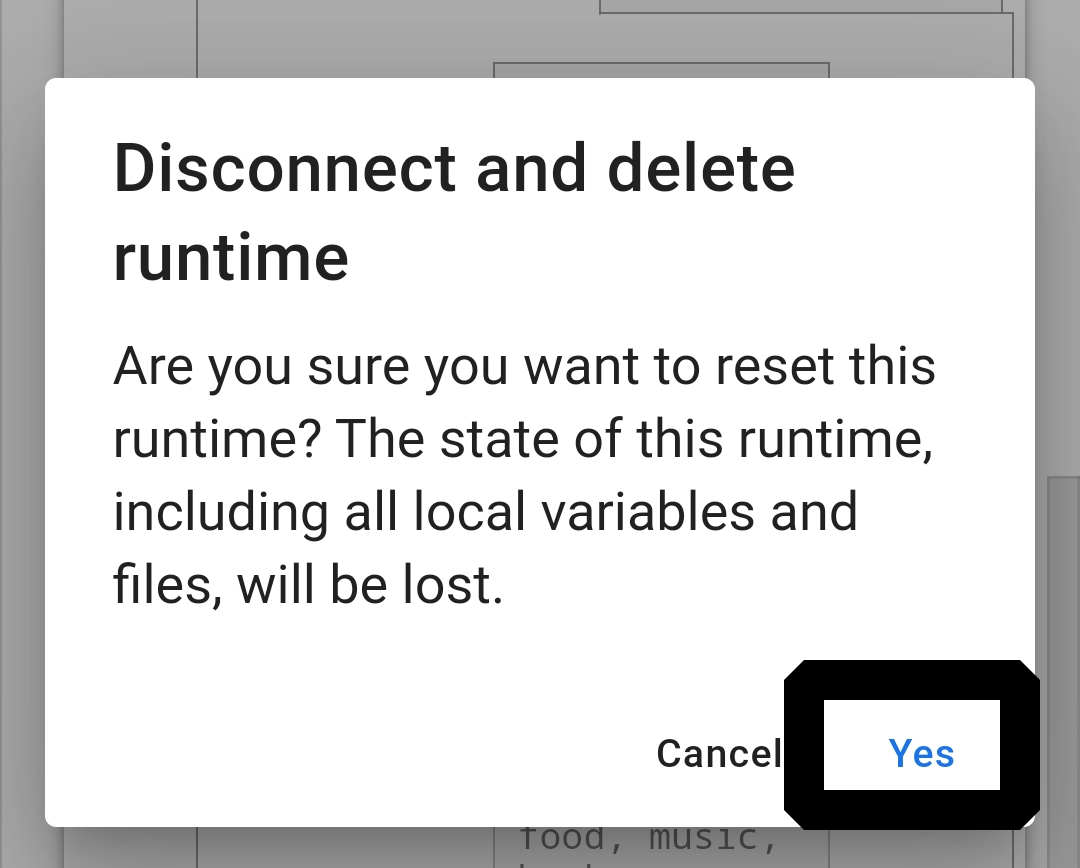 Disconnect and delete
runtime
Are you sure you want to reset this
runtime? The state of this runtime,
including all local variables and
files, will be lost.
Cancel Yes
food, music,